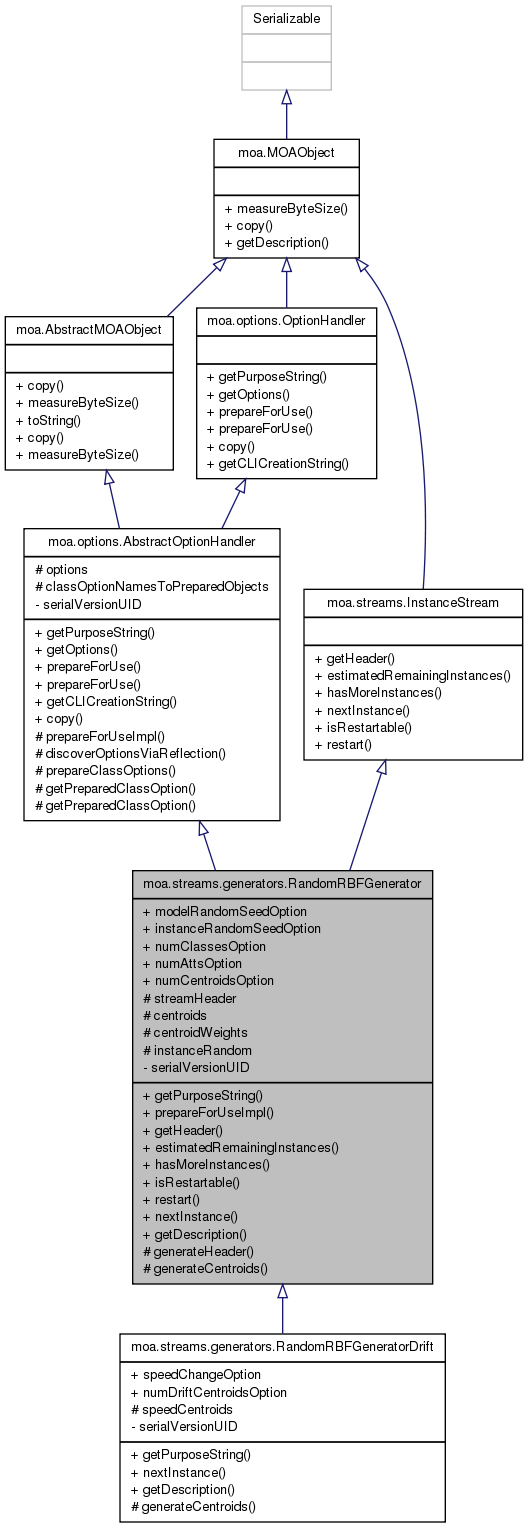 Serializable
moa.MOAObject
+ measureByteSize()
+ copy()
+ getDescription()
moa.AbstractMOAObject
+ copy()
+ measureByteSize()
+ toString()
+ copy()
+ measureByteSize()
moa.options.OptionHandler
+ getPurposeString()
+ getOptions()
+ prepareForUse()
+ prepareForUse()
+ copy()
+ getCLICreationString()
moa.options.AbstractOptionHandler
# options
# classOptionNamesToPreparedObjects
- serialVersionUID
+ getPurposeString()
+ getOptions()
+ prepareForUse()
+ prepareForUse()
+ getCLICreationString()
+ copy()
# prepareForUseImpl()
# discoverOptionsViaReflection()
# prepareClassOptions()
# getPreparedClassOption()
# getPreparedClassOption()
moa.streams.InstanceStream
+ getHeader()
+ estimatedRemainingInstances()
+ hasMoreInstances()
+ nextInstance()
+ isRestartable()
+ restart()
moa.streams.generators.RandomRBFGenerator
+ modelRandomSeedOption
+ instanceRandomSeedOption
+ numClassesOption
+ numAttsOption
+ numCentroidsOption
# streamHeader
# centroids
# centroidWeights
# instanceRandom
- serialVersionUID
+ getPurposeString()
+ prepareForUseImpl()
+ getHeader()
+ estimatedRemainingInstances()
+ hasMoreInstances()
+ isRestartable()
+ restart()
+ nextInstance()
+ getDescription()
# generateHeader()
# generateCentroids()
moa.streams.generators.RandomRBFGeneratorDrift
+ speedChangeOption
+ numDriftCentroidsOption
# speedCentroids
- serialVersionUID
+ getPurposeString()
+ nextInstance()
+ getDescription()
# generateCentroids()